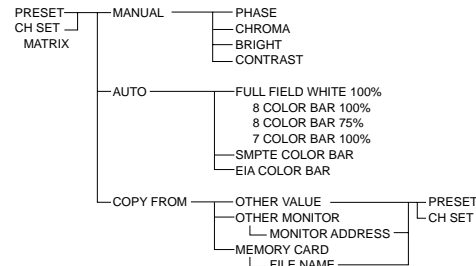 PRESET MANUAL PHASE
CH SET CHROMA
MATRIX BRIGHT
CONTRAST
AUTO FULL FIELD WHITE 100%
8 COLOR BAR 100%
8 COLOR BAR 75%
7 COLOR BAR 100%
SMPTE COLOR BAR
EIA COLOR BAR
COPY FROM OTHER VALUE PRESET
OTHER MONITOR CH SET
MONITOR ADDRESS
MEMORY CARD
FILE NAME